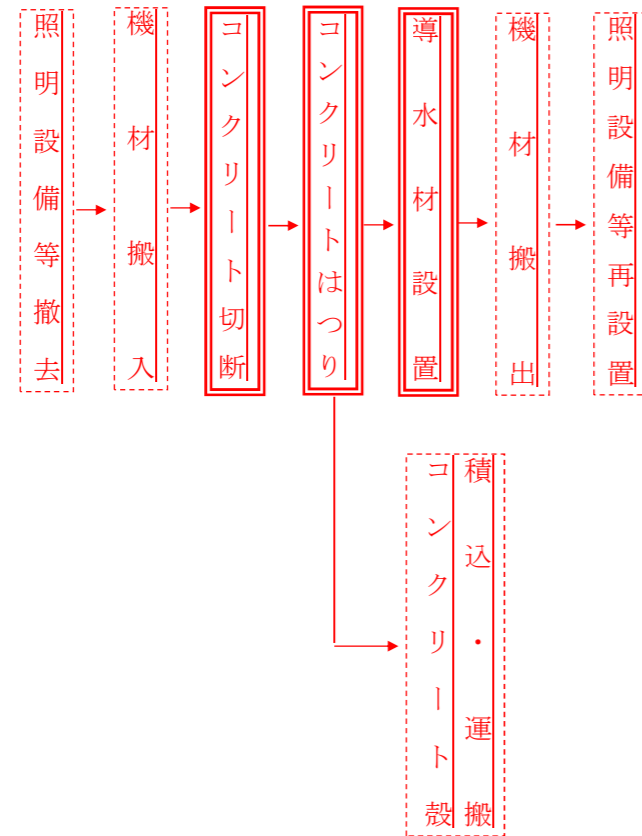 照明設備等撤去
機材搬入
コンクリート切断
コンクリートはつり
導水材設置
機材搬出
照明設備等再設置
コンクリート殻
積込・運搬